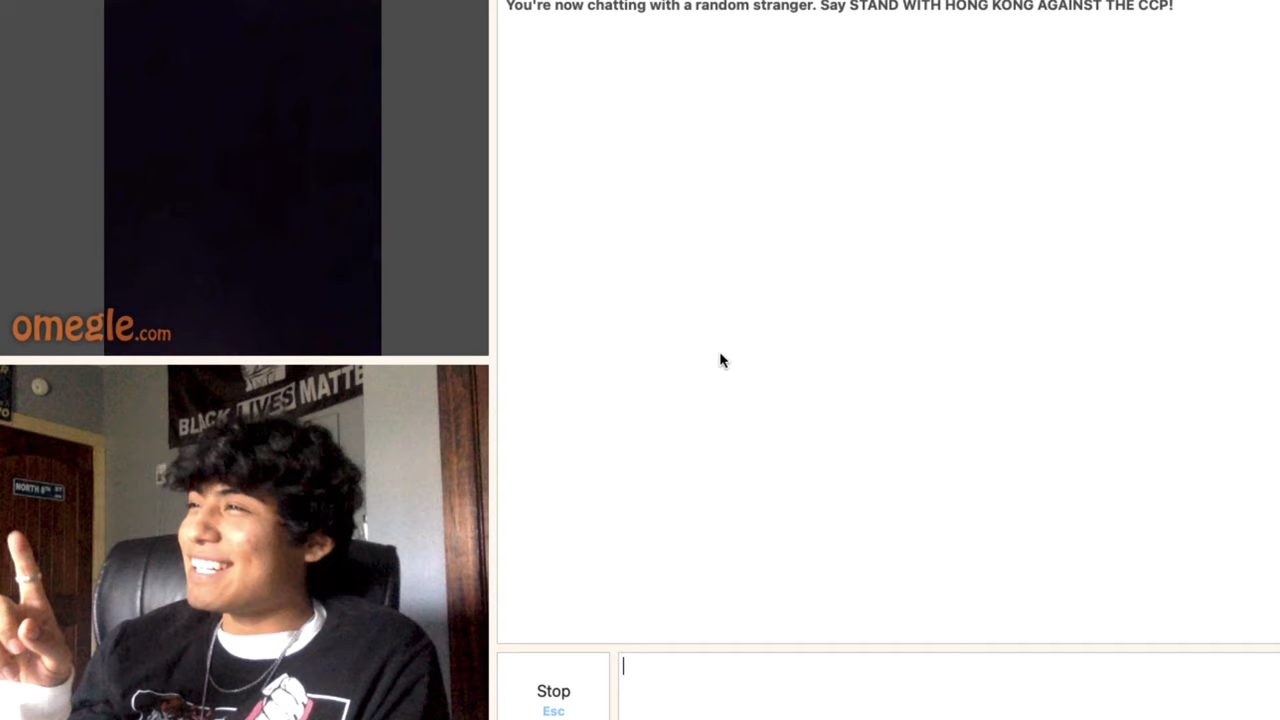 You're now chatting with a random stranger. Say STAND WITH HONG KONG AGAINST THE CCP!
omegle.com
BLACK LIVES MATTE
NORTH 8TH ST
Stop
Esc